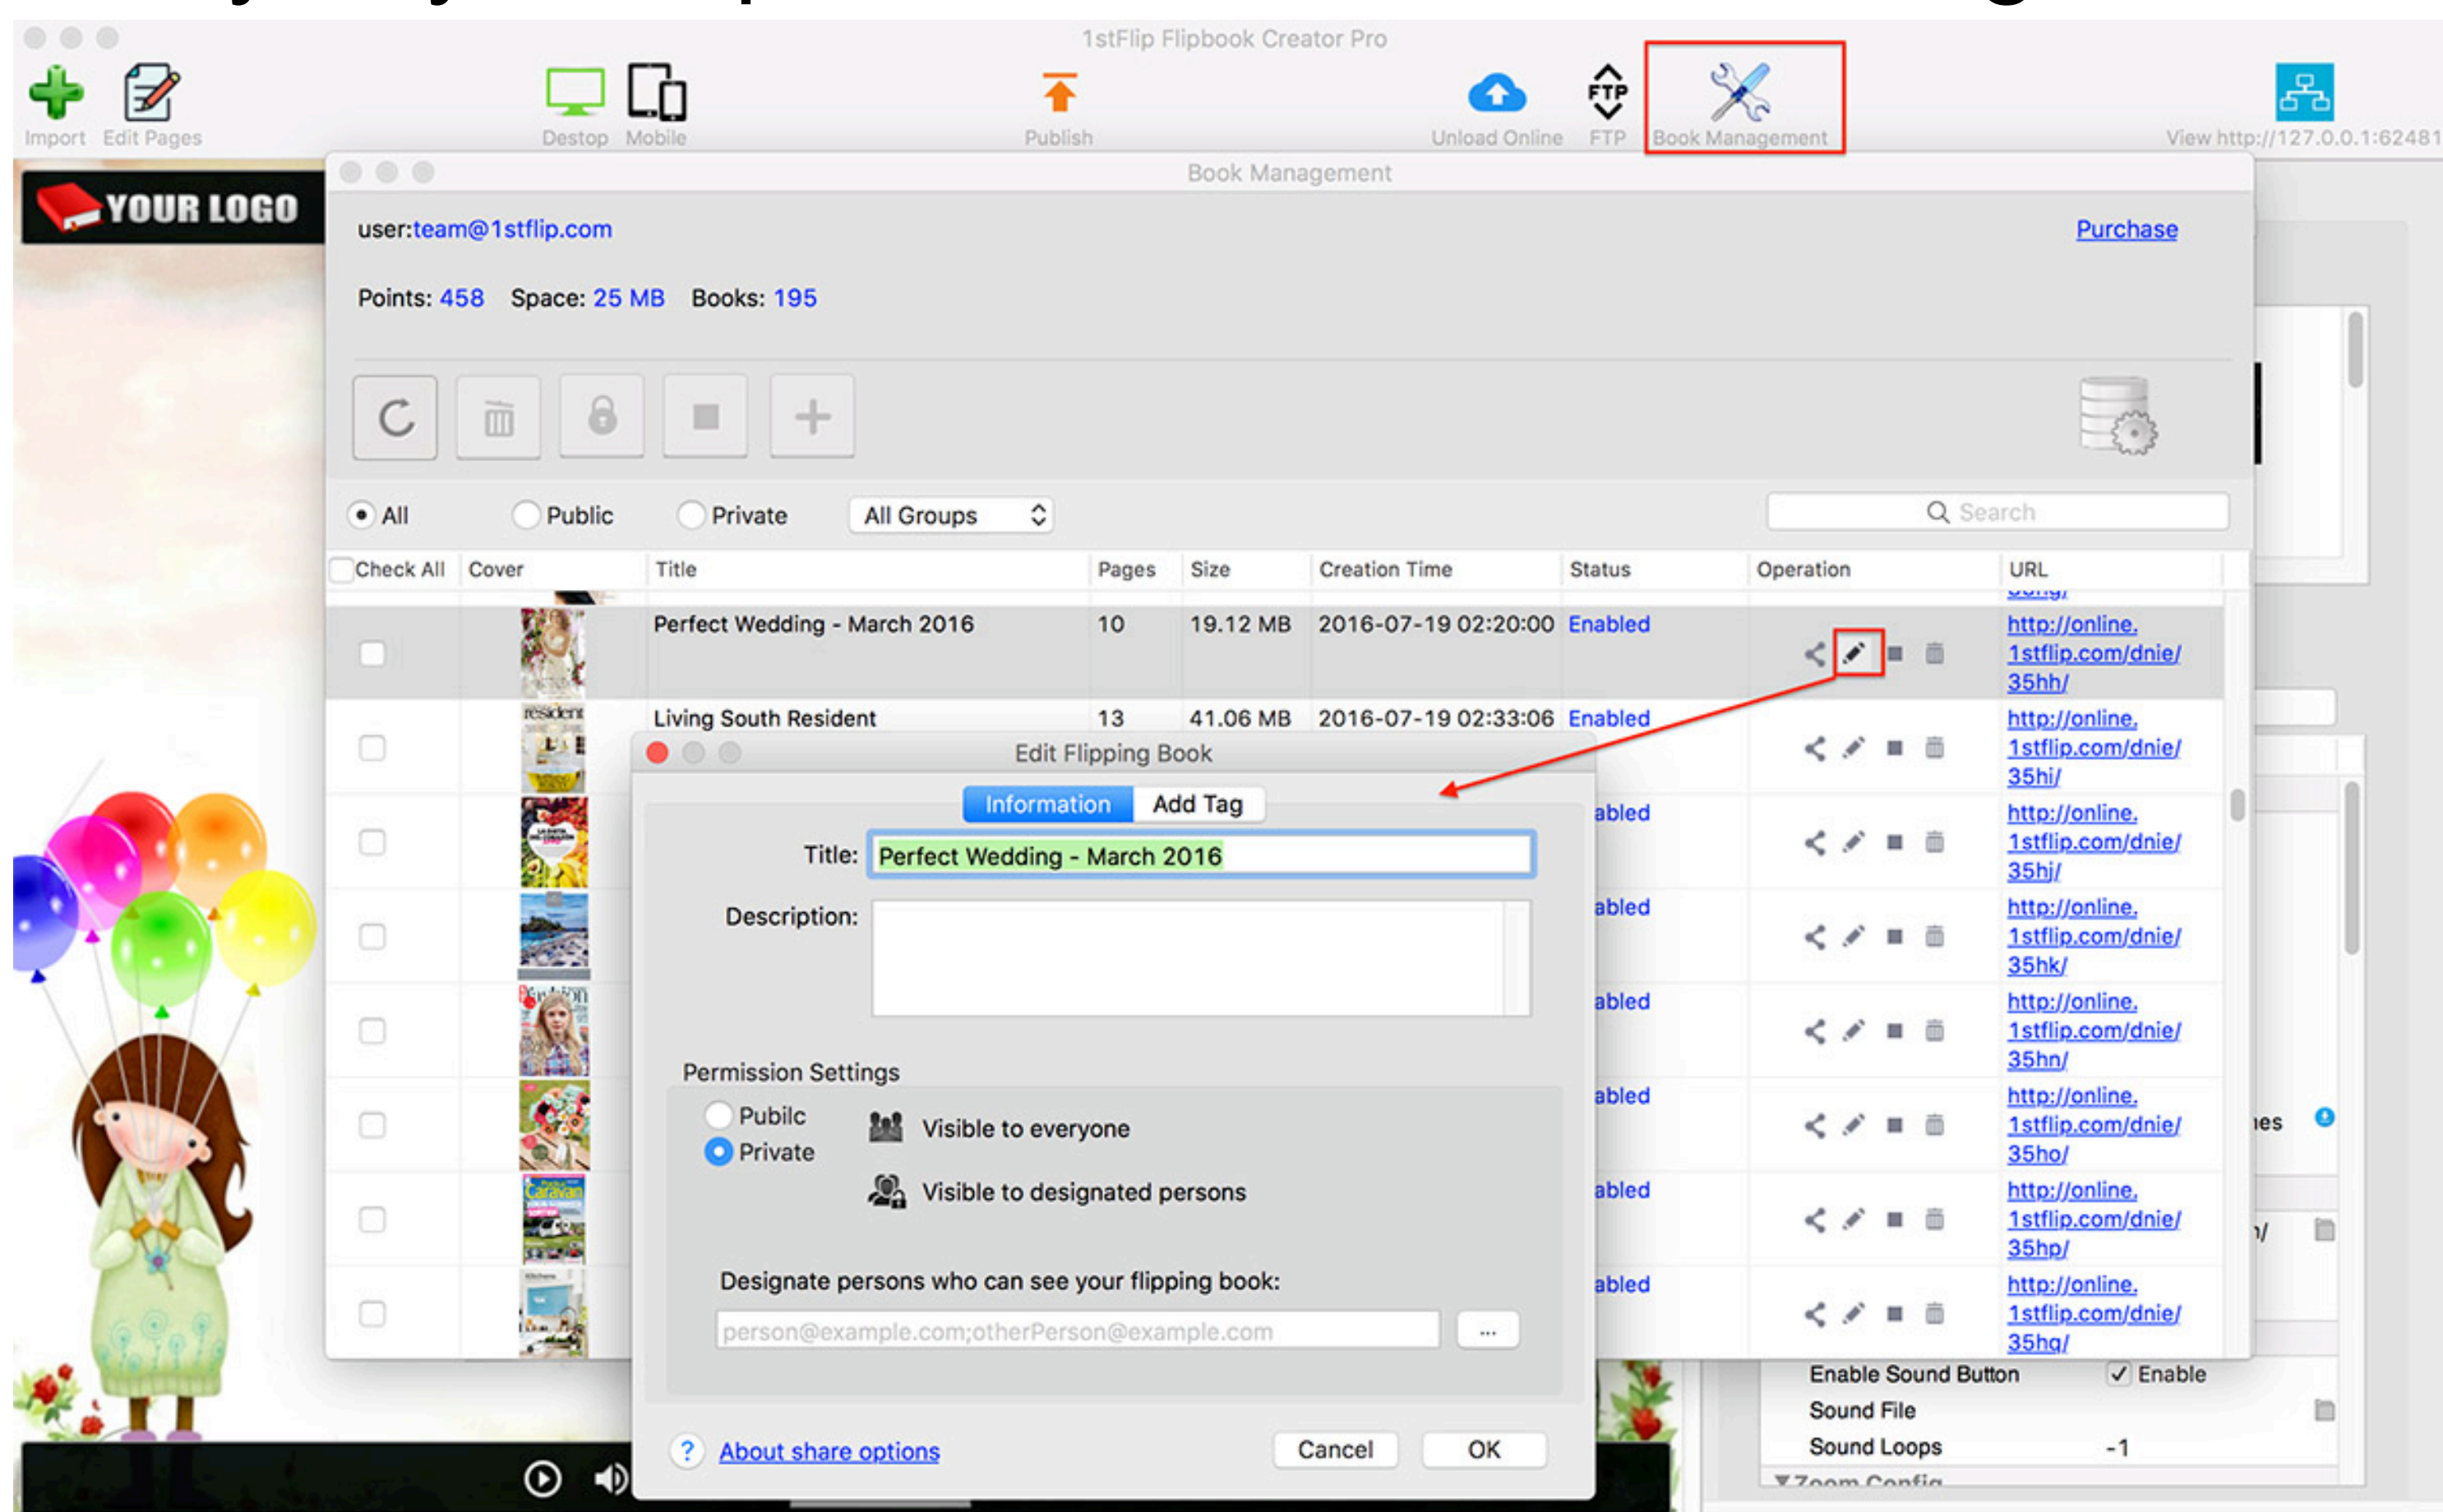 1stFlip Flipbook Creator Pro
Import Edit Pages Destop Mobile Publish Unload Online FTP FTP Book Management View http://127.0.0.1:62481
YOUR LOGO
Book Management
user:team@1stflip.com Purchase
Points: 458 Space: 25 MB Books: 195
All Public Private All Groups Search
Check All Cover Title Pages Size Creation Time Status Operation URL
Perfect Wedding - March 2016 10 19.12 MB 2016-07-19 02:20:00 Enabled http://online.
1stflip.com/dnie/
35hh/
resident
Living South Resident 13 41.06 MB 2016-07-19 02:33:06 Enabled http://online.
1stflip.com/dnie/
35hi/
Edit Flipping Book
Information Add Tag
abled http://online.
1stflip.com/dnie/
35hj/
Title: Perfect Wedding - March 2016
Description:
abled http://online.
1stflip.com/dnie/
35hk/
abled http://online.
1stflip.com/dnie/
35hn/
Permission Settings
Pubilc Visible to everyone
Private
Visible to designated persons
abled http://online.
1stflip.com/dnie/
35ho/
Caravan
abled http://online.
1stflip.com/dnie/
35hp/
Designate persons who can see your flipping book:
person@example.com;otherPerson@example.com ...
abled http://online.
1stflip.com/dnie/
35hq/
? About share options Cancel OK
Enable Sound Button Enable
Sound File
Sound Loops -1
Zoom Config